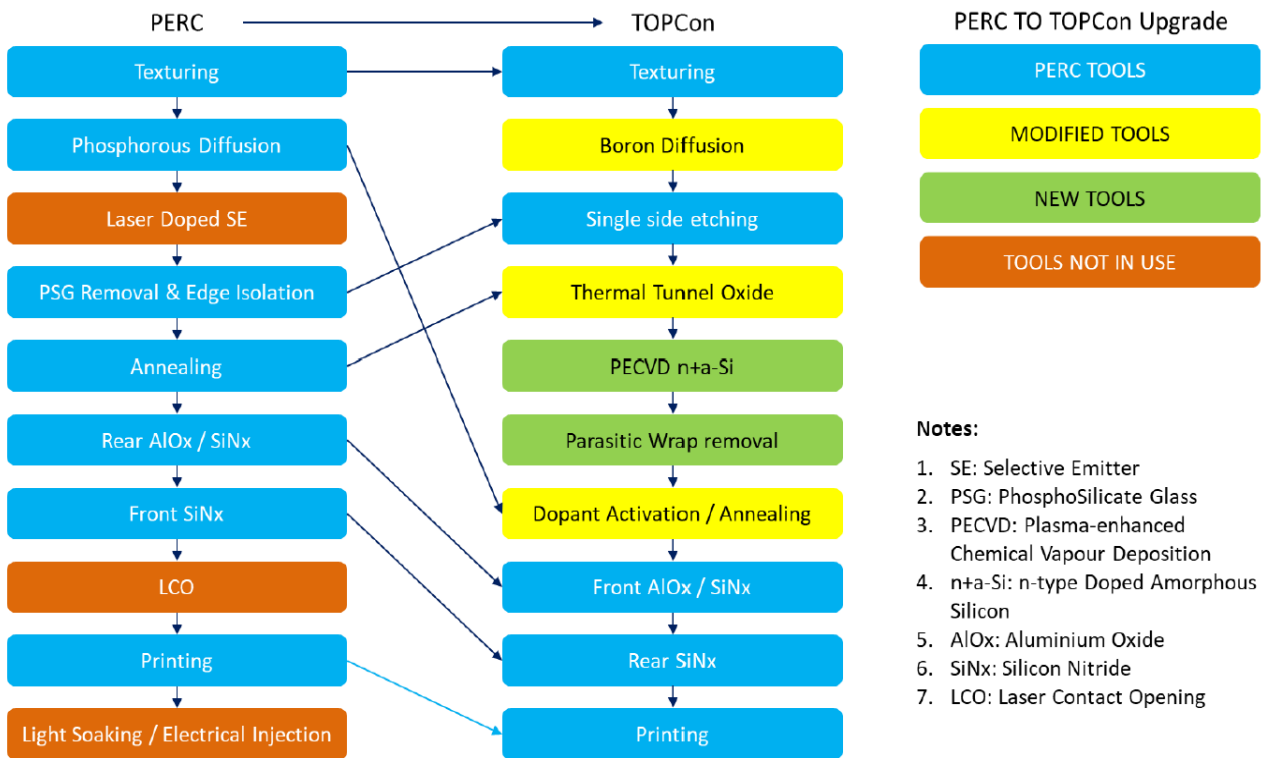 PERC
TOPCon
PERC TO TOPCon Upgrade
Texturing
Texturing
PERC TOOLS
Phosphorous Diffusion
Boron Diffusion
MODIFIED TOOLS
Laser Doped SE
Single side etching
NEW TOOLS
PSG Removal & Edge Isolation
Thermal Tunnel Oxide
TOOLS NOT IN USE
Annealing
PECVD n+a-Si
Rear AlOx / SiNx
Parasitic Wrap removal
Front SiNx
Dopant Activation / Annealing
LCO
Front AlOx / SiNx
Printing
Rear SiNx
Light Soaking / Electrical Injection
Printing
Notes:
1. SE: Selective Emitter
2. PSG: PhosphoSilicate Glass
3. PECVD: Plasma-enhanced
Chemical Vapour Deposition
4. n+a-Si: n-type Doped Amorphous
Silicon
5. AlOx: Aluminium Oxide
6. SiNx: Silicon Nitride
7. LCO: Laser Contact Opening